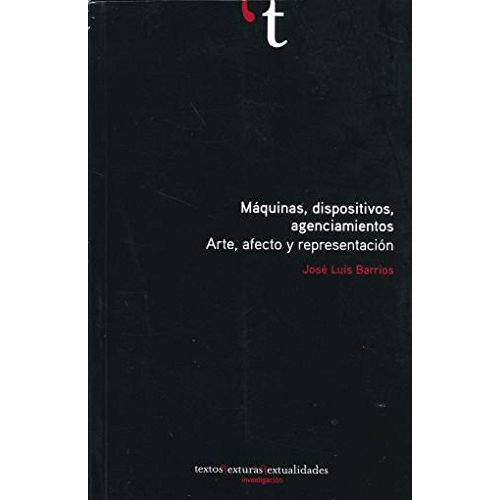 't
Máquinas, dispositivos,
agenciamientos
Arte, afecto y representación
José Luis Barrios
textos texturas textualidades
investigación